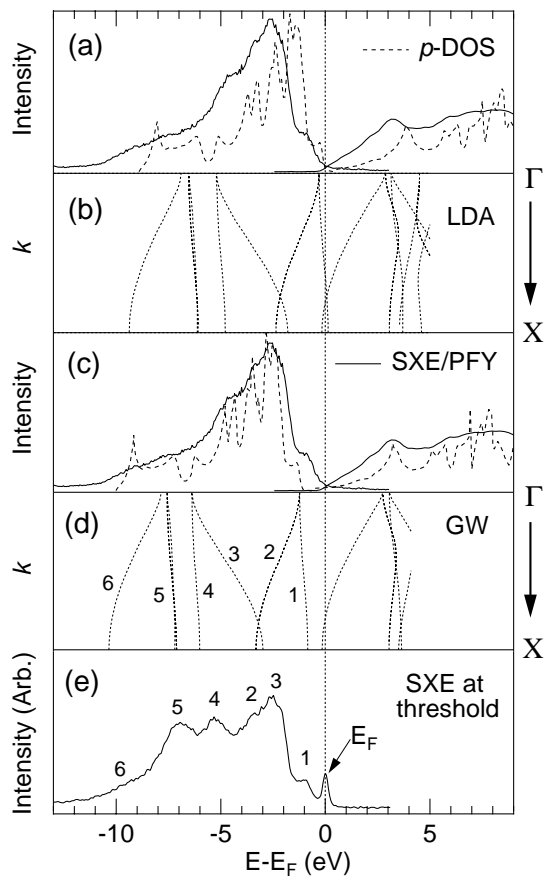 (a)
p-DOS
Intensity
Γ
(b)
LDA
k
X
(c)
SXE/PFY
Intensity
Γ
(d)
GW
k
6
5
4
3
2
1
X
(e)
SXE at
threshold
Intensity (Arb.)
6
5
4
2
3
1
E_F
-10
-5
0
5
E-E_F (eV)